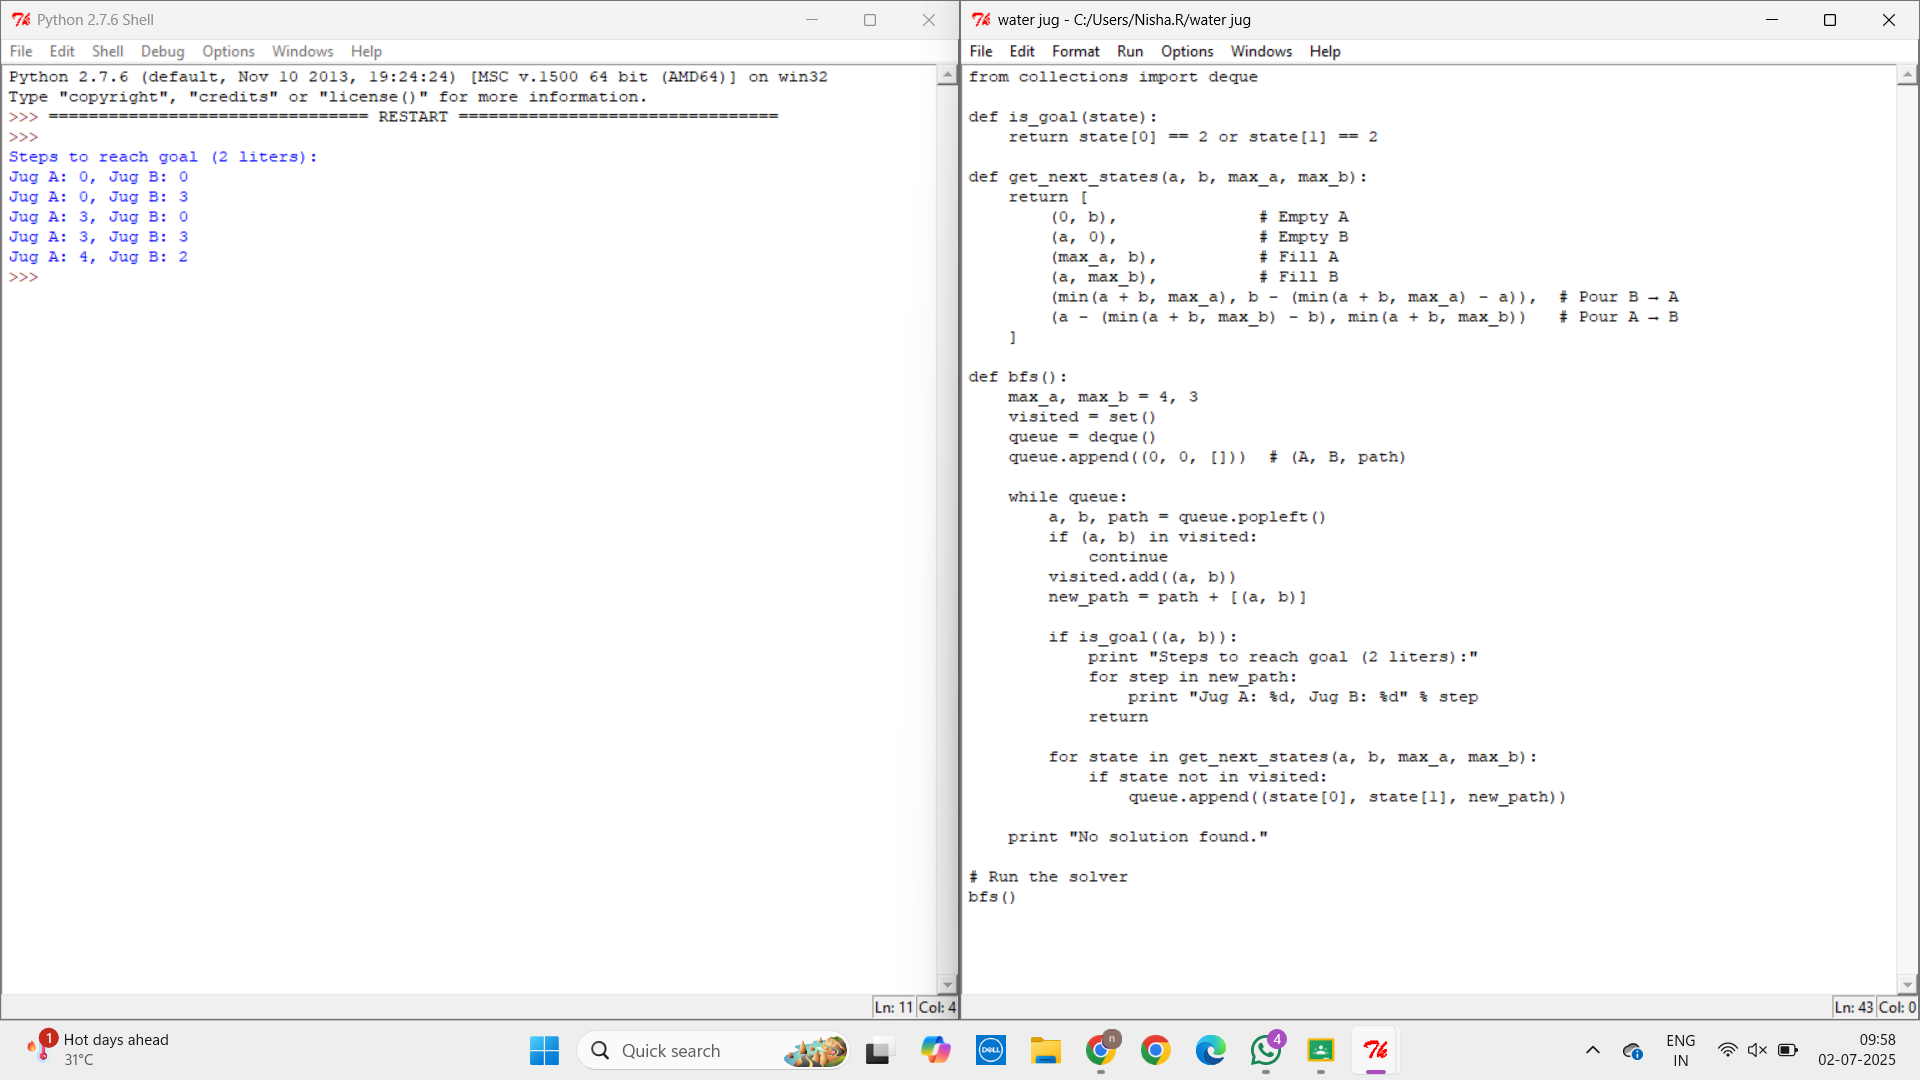 Python 2.7.6 Shell
File Edit Shell Debug Options Windows Help
Python 2.7.6 (default, Nov 10 2013, 19:24:24) [MSC v.1500 64 bit (AMD64)] on win32
Type "copyright", "credits" or "license()" for more information.
>>> ================================ RESTART ================================
>>>
Steps to reach goal (2 liters):
Jug A: 0, Jug B: 0
Jug A: 0, Jug B: 3
Jug A: 3, Jug B: 0
Jug A: 3, Jug B: 3
Jug A: 4, Jug B: 2
>>>
Ln: 11 Col: 4
water jug - C:/Users/Nisha.R/water jug
File Edit Format Run Options Windows Help
from collections import deque

def is_goal(state):
    return state[0] == 2 or state[1] == 2

def get_next_states(a, b, max_a, max_b):
    return [
        (0, b),              # Empty A
        (a, 0),              # Empty B
        (max_a, b),          # Fill A
        (a, max_b),          # Fill B
        (min(a + b, max_a), b - (min(a + b, max_a) - a)),  # Pour B → A
        (a - (min(a + b, max_b) - b), min(a + b, max_b))   # Pour A → B
    ]

def bfs():
    max_a, max_b = 4, 3
    visited = set()
    queue = deque()
    queue.append((0, 0, []))  # (A, B, path)

    while queue:
        a, b, path = queue.popleft()
        if (a, b) in visited:
            continue
        visited.add((a, b))
        new_path = path + [(a, b)]

        if is_goal((a, b)):
            print "Steps to reach goal (2 liters):"
            for step in new_path:
                print "Jug A: %d, Jug B: %d" % step
            return

        for state in get_next_states(a, b, max_a, max_b):
            if state not in visited:
                queue.append((state[0], state[1], new_path))

    print "No solution found."

# Run the solver
bfs()
Ln: 43 Col: 0
1
Hot days ahead
31°C
Quick search
DELL
n
4
ENG
IN
09:58
02-07-2025